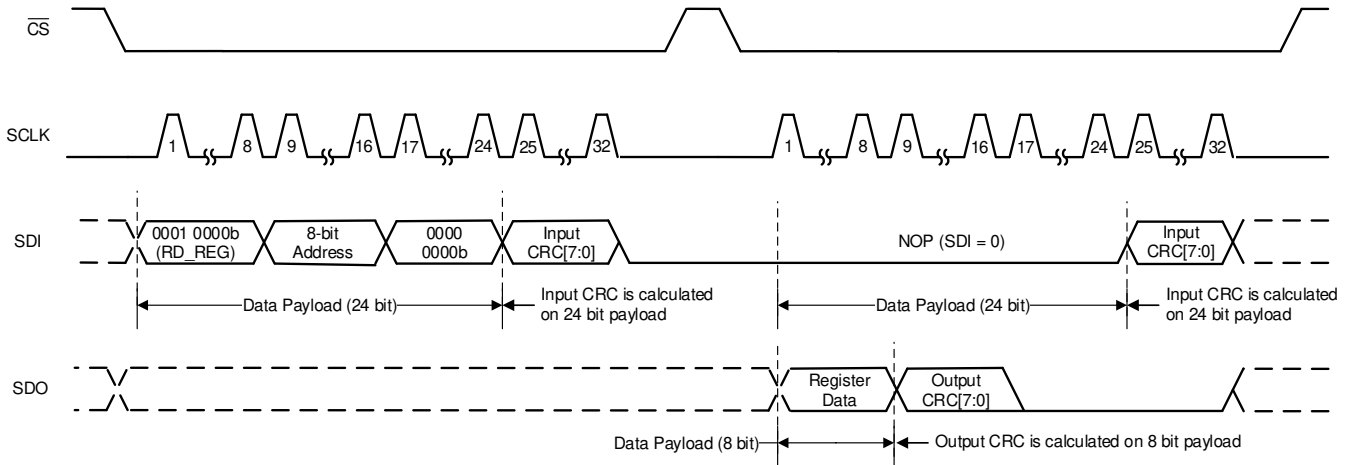 CS
SCLK
1 8 9 16 17 24 25 32 1 8 9 16 17 24 25 32
SDI
0001 0000b
(RD_REG)
8-bit
Address
0000
0000b
Input
CRC[7:0]
NOP (SDI = 0)
Input
CRC[7:0]
Data Payload (24 bit)
Input CRC is calculated
on 24 bit payload
Data Payload (24 bit)
Input CRC is calculated
on 24 bit payload
SDO
Register
Data
Output
CRC[7:0]
Data Payload (8 bit)
Output CRC is calculated on 8 bit payload